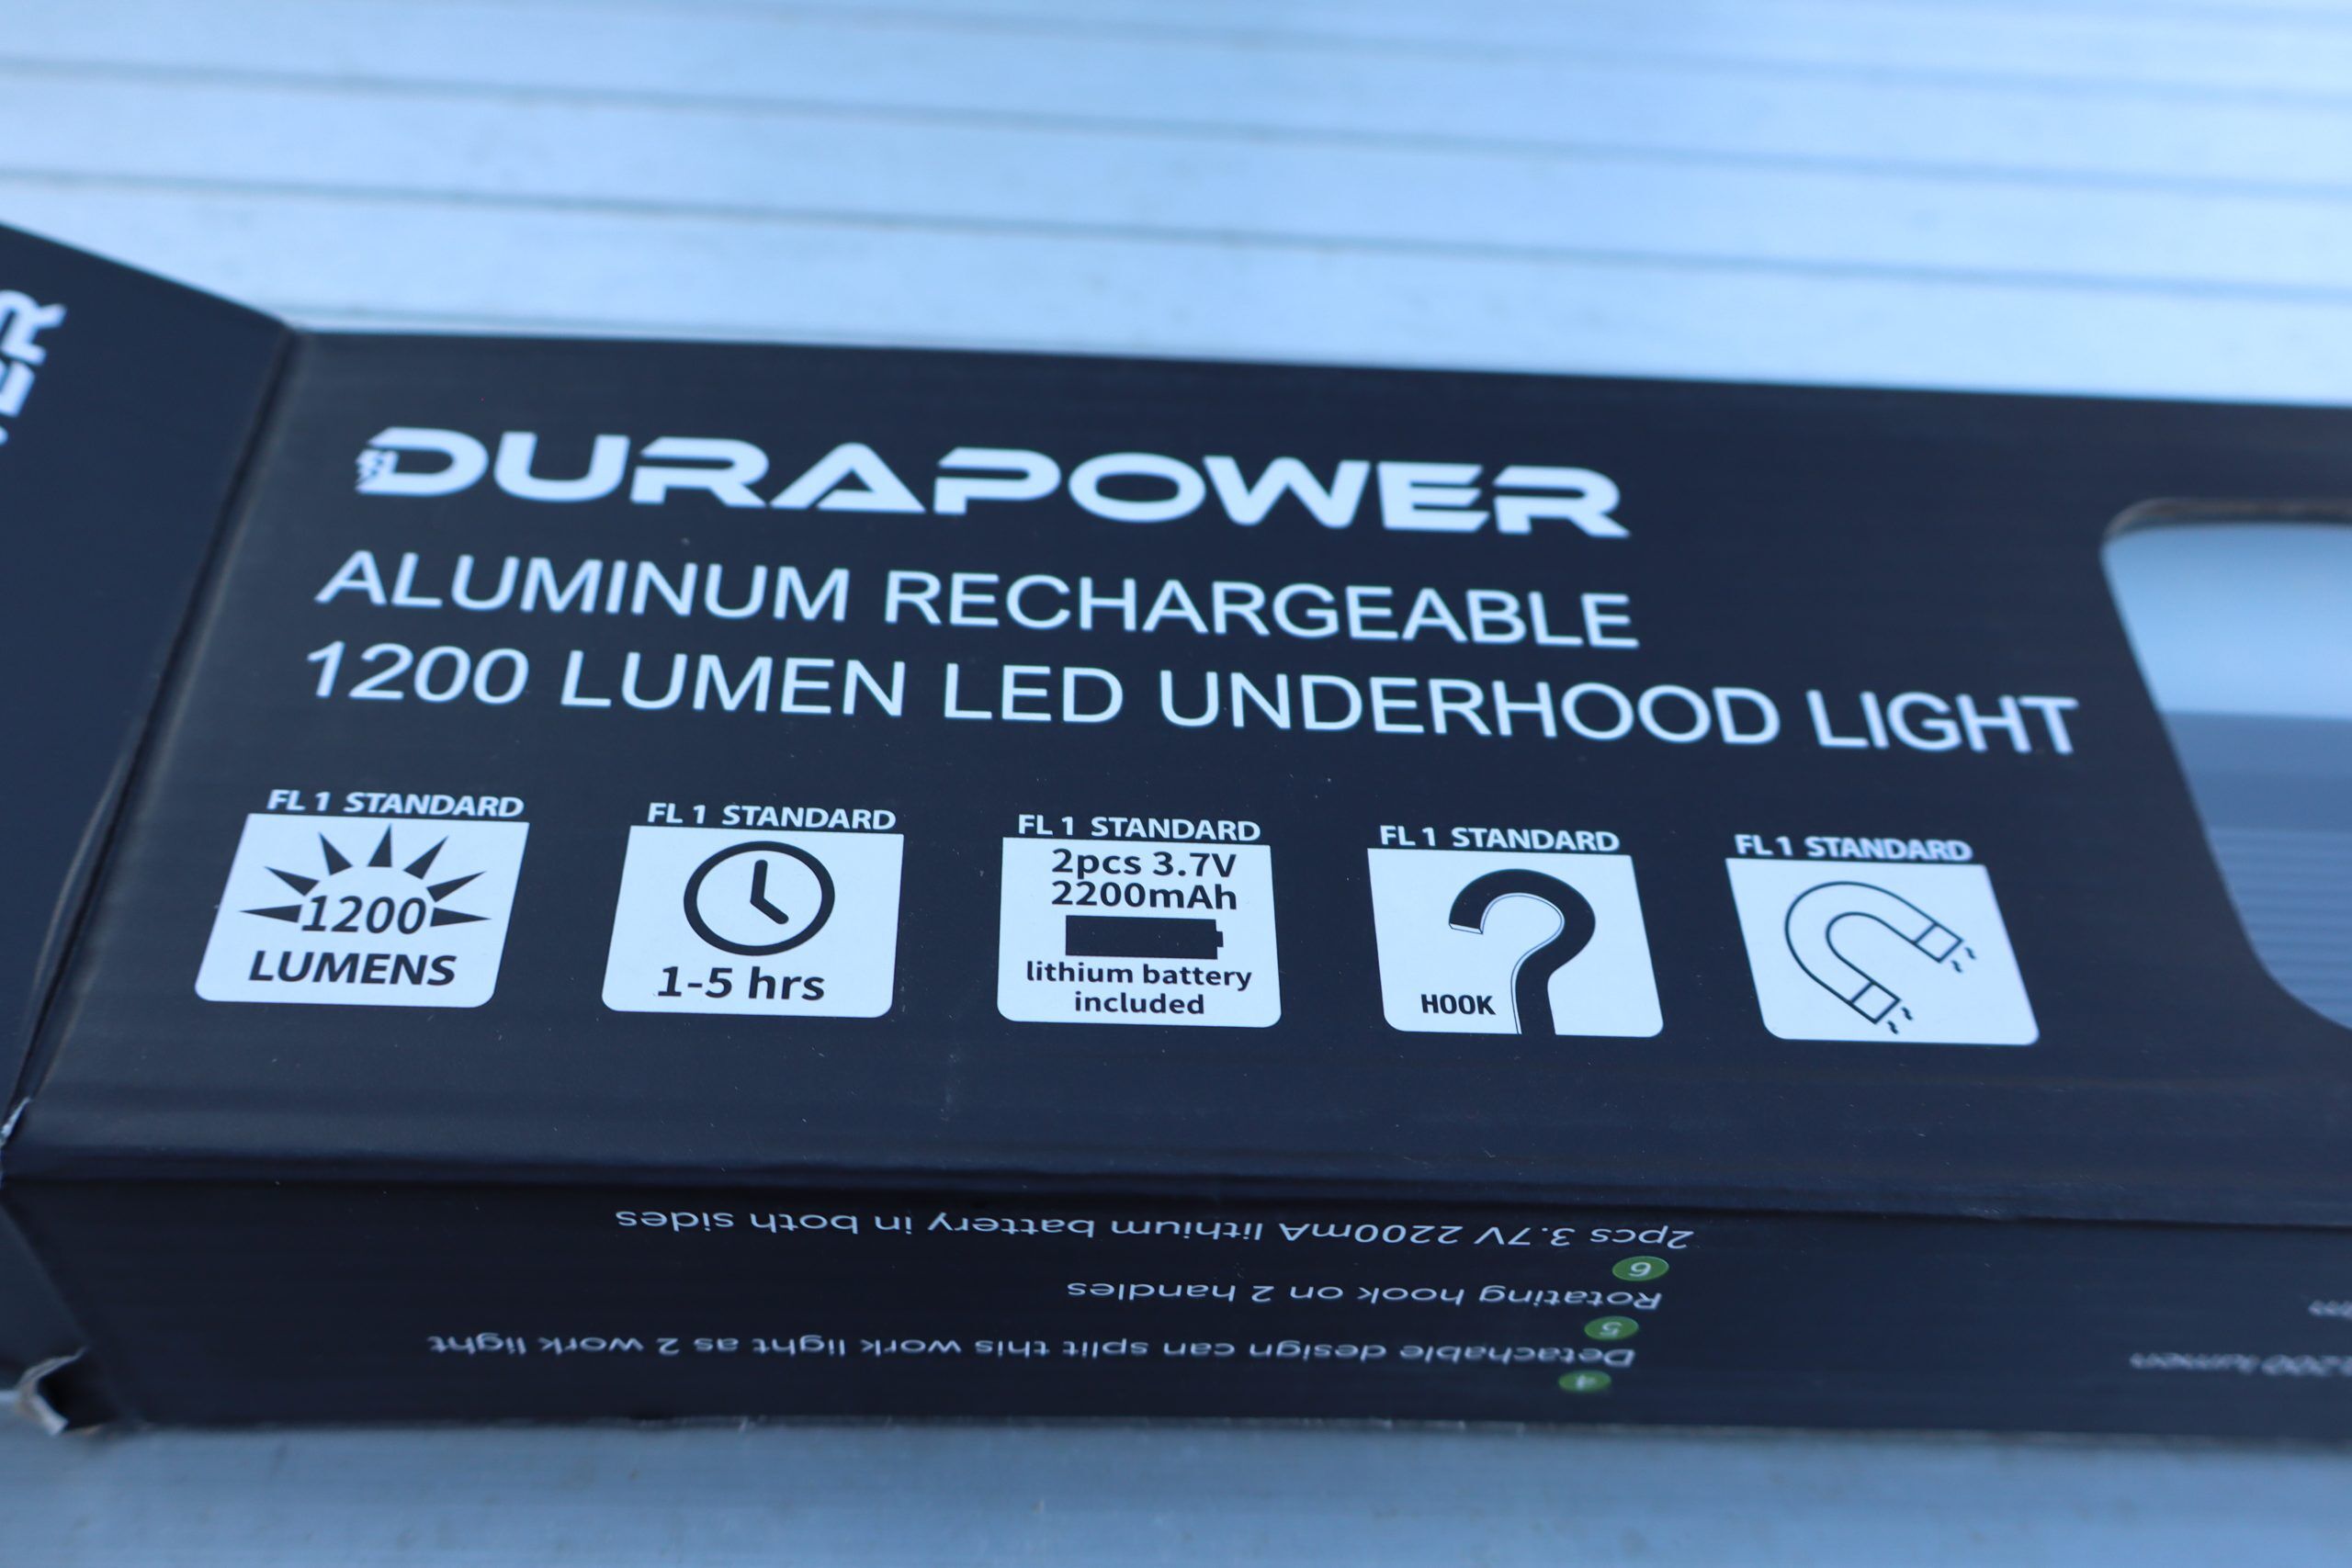 DURAPOWER
ALUMINUM RECHARGEABLE
1200 LUMEN LED UNDERHOOD LIGHT
FL 1 STANDARD
1200
LUMENS
FL 1 STANDARD
1-5 hrs
FL 1 STANDARD
2pcs 3.7V
2200mAh
lithium battery
included
FL 1 STANDARD
HOOK
FL 1 STANDARD
4
Detachable design can split this work light as 2 work light
5
Rotating hook on 2 handles
6
2pcs 3.7V 2200mA lithium battery in both sides
lumen